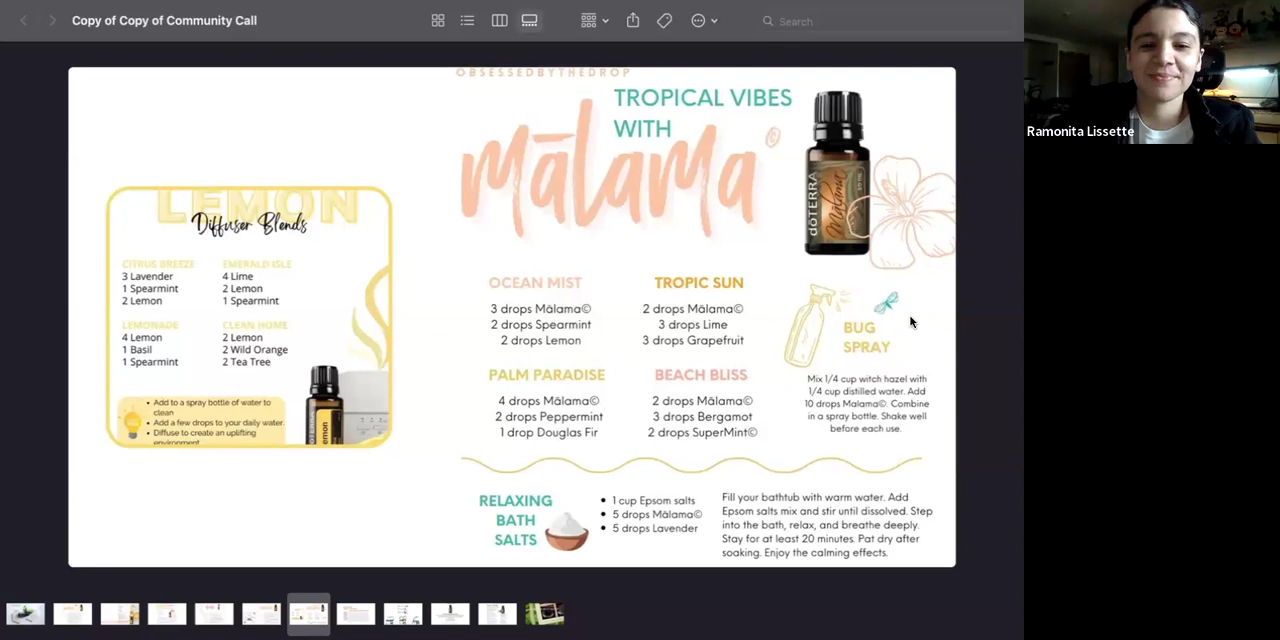 Copy of Copy of Community Call
Search
Ramonita Lissette
OBSESSEDBYTHEDROP
TROPICAL VIBES
WITH
mālama©
dōTERRA
Mālama
LEMON
Diffuser Blends
CITRUS BREEZE
3 Lavender
1 Spearmint
2 Lemon
EMERALD ISLE
4 Lime
2 Lemon
1 Spearmint
LEMONADE
4 Lemon
1 Basil
1 Spearmint
CLEAN HOME
2 Lemon
2 Wild Orange
2 Tea Tree
• Add to a spray bottle of water to
clean
• Add a few drops to your daily water.
• Diffuse to create an uplifting
environment
Lemon
OCEAN MIST
3 drops Mālama©
2 drops Spearmint
2 drops Lemon
TROPIC SUN
2 drops Mālama©
3 drops Lime
3 drops Grapefruit
PALM PARADISE
4 drops Mālama©
2 drops Peppermint
1 drop Douglas Fir
BEACH BLISS
2 drops Mālama©
3 drops Bergamot
2 drops SuperMint©
BUG
SPRAY
Mix 1/4 cup witch hazel with
1/4 cup distilled water. Add
10 drops Malama©. Combine
in a spray bottle. Shake well
before each use.
RELAXING
BATH
SALTS
• 1 cup Epsom salts
• 5 drops Mālama©
• 5 drops Lavender
Fill your bathtub with warm water. Add
Epsom salts mix and stir until dissolved. Step
into the bath, relax, and breathe deeply.
Stay for at least 20 minutes. Pat dry after
soaking. Enjoy the calming effects.